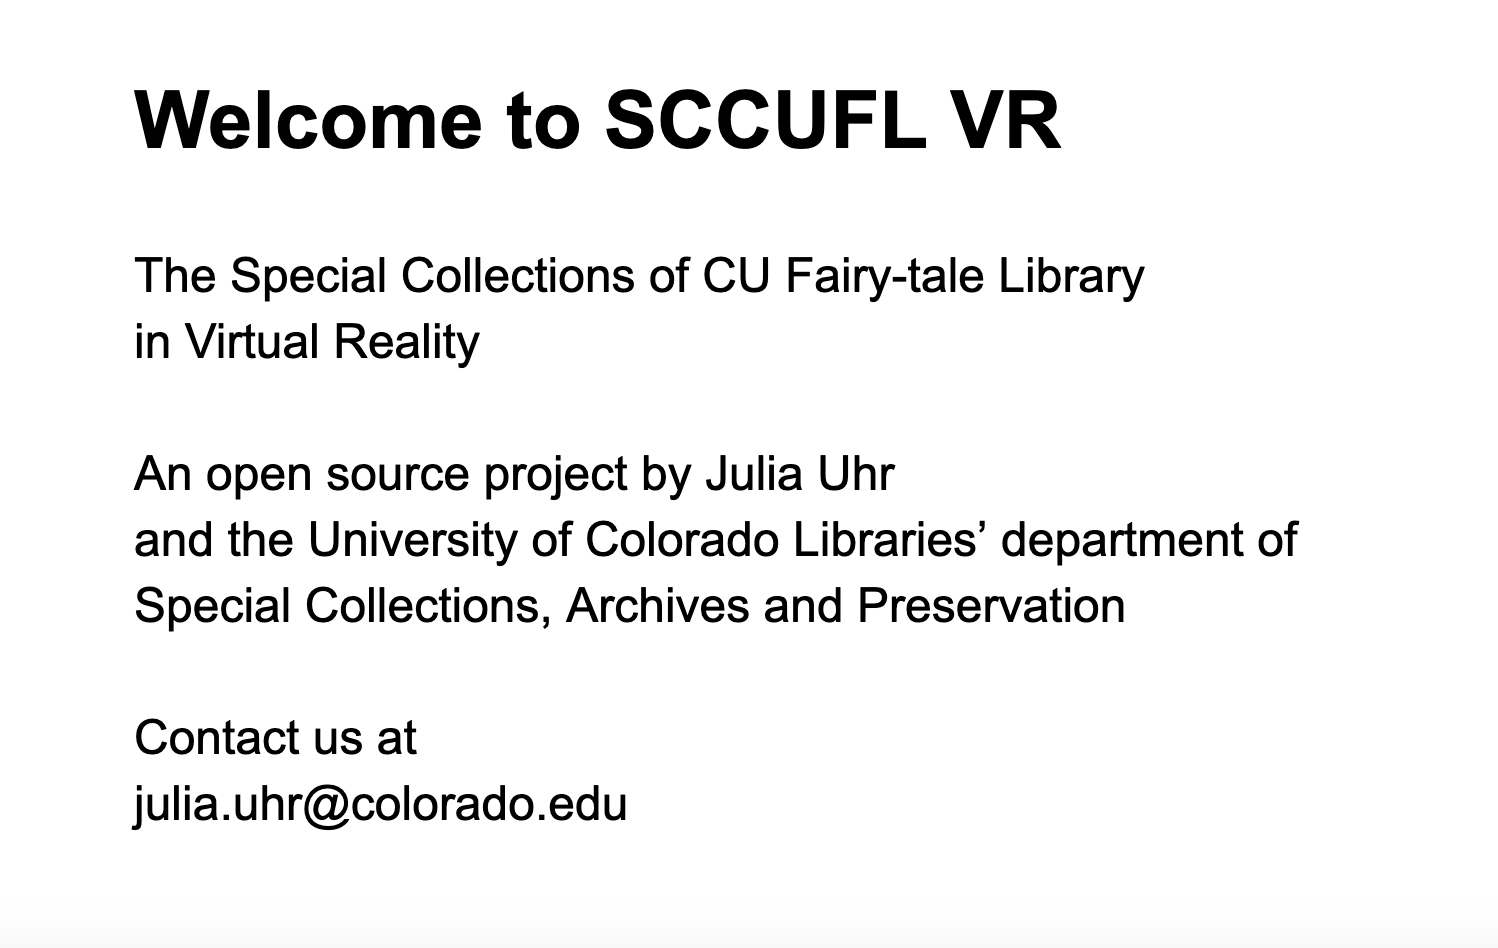 Welcome to SCCUFL VR
The Special Collections of CU Fairy-tale Library
in Virtual Reality
An open source project by Julia Uhr
and the University of Colorado Libraries’ department of
Special Collections, Archives and Preservation
Contact us at
julia.uhr@colorado.edu